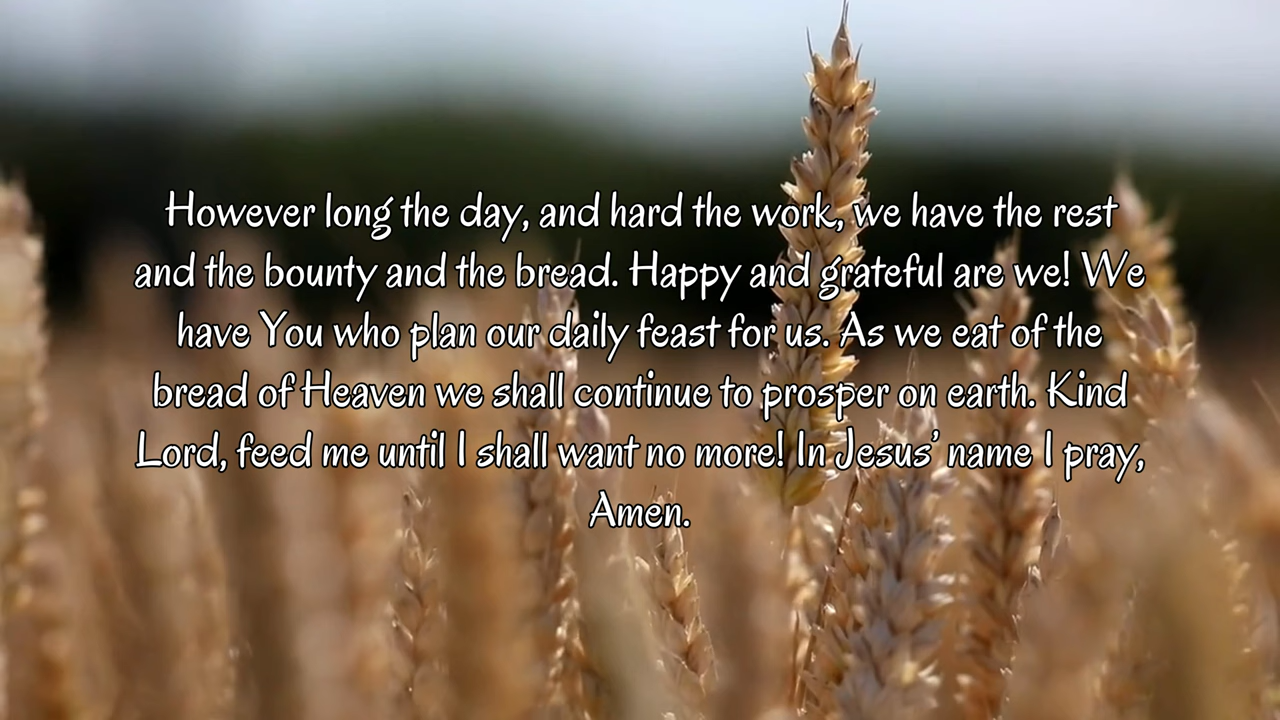 However long the day, and hard the work, we have the rest
and the bounty and the bread. Happy and grateful are we! We
have You who plan our daily feast for us. As we eat of the
bread of Heaven we shall continue to prosper on earth. Kind
Lord, feed me until I shall want no more! In Jesus’ name I pray,
Amen.